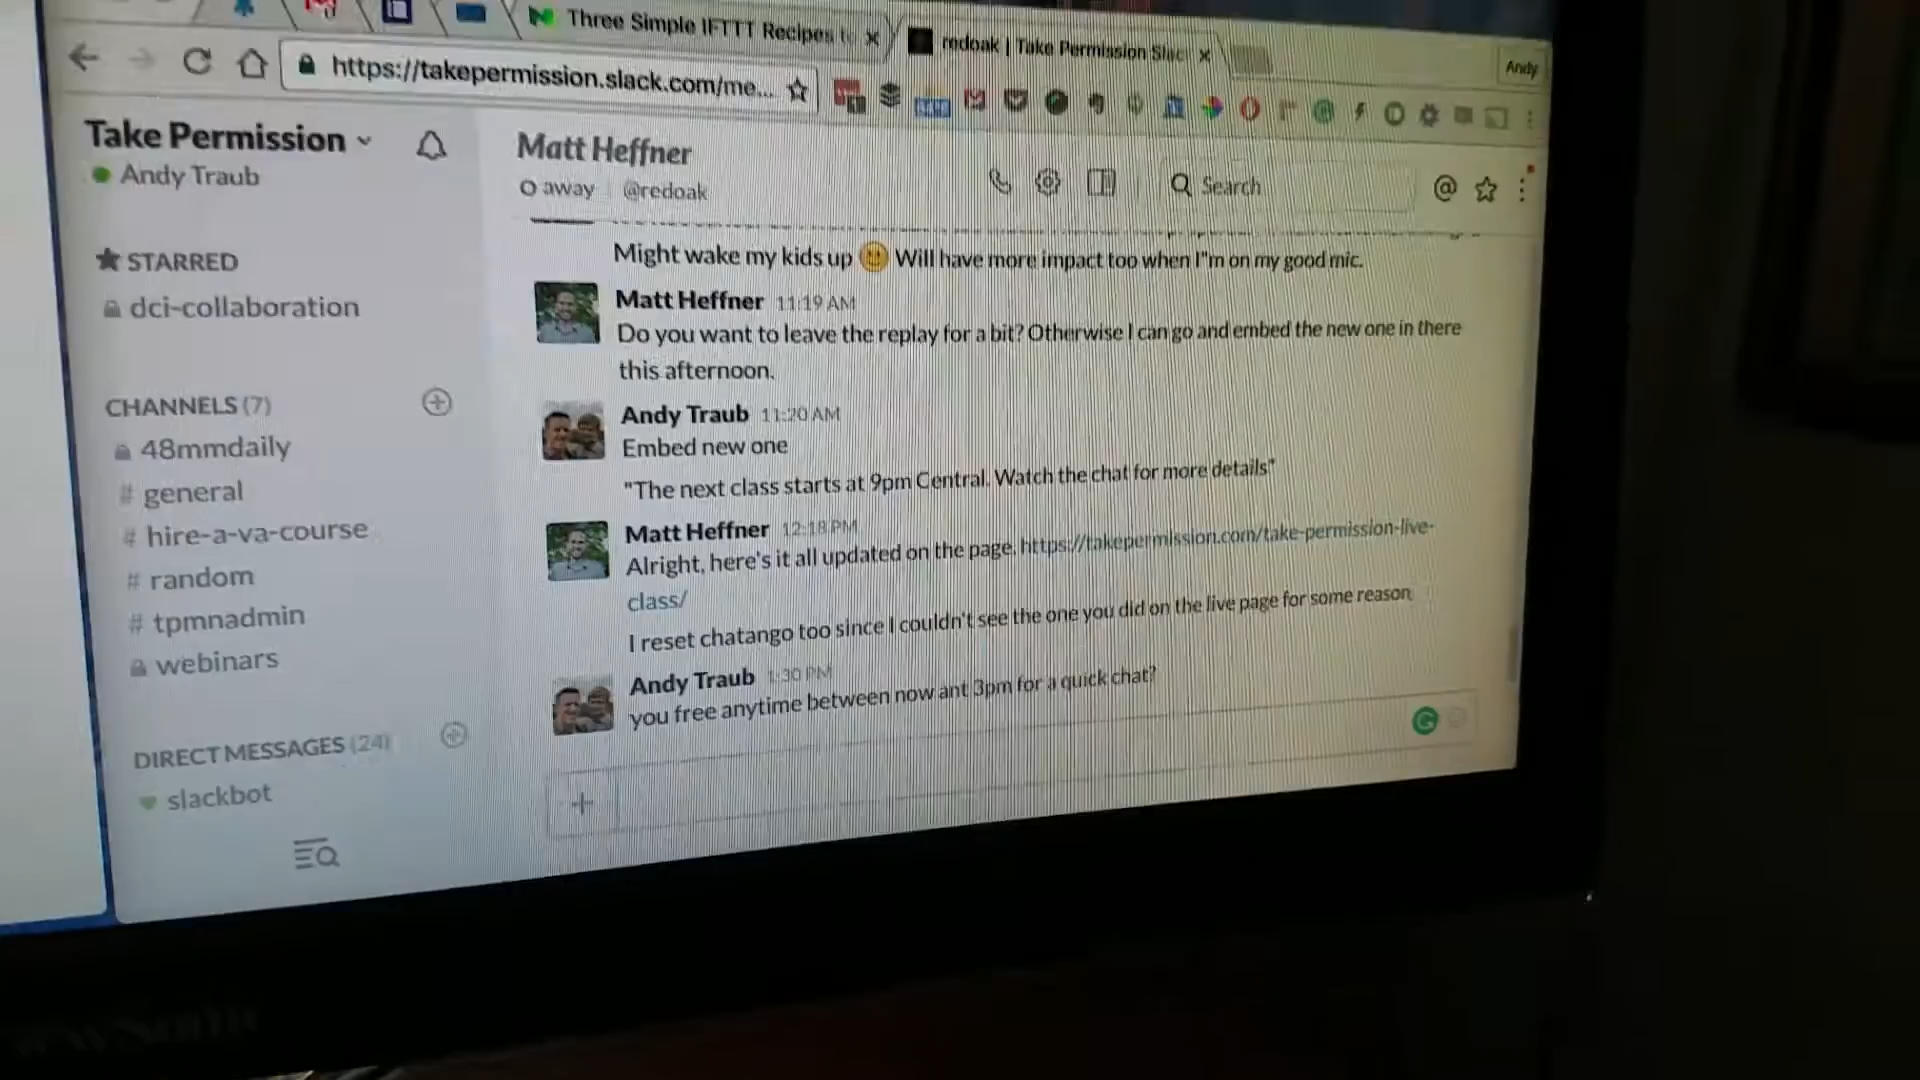 Three Simple IFTTT Recipes to
redoak | Take Permission Slac
Andy
https://takepermission.slack.com/me...
Take Permission
Andy Traub
Matt Heffner
away @redoak
Search
STARRED
dci-collaboration
CHANNELS (7)
48mmdaily
# general
# hire-a-va-course
# random
# tpmnadmin
webinars
DIRECT MESSAGES (24)
slackbot
Might wake my kids up Will have more impact too when I"m on my good mic.
Matt Heffner 11:19 AM
Do you want to leave the replay for a bit? Otherwise I can go and embed the new one in there
this afternoon.
Andy Traub 11:20 AM
Embed new one
"The next class starts at 9pm Central. Watch the chat for more details"
Matt Heffner 12:18 PM
Alright, here's it all updated on the page. https://takepermission.com/take-permission-live-
class/
I reset chatango too since I couldn't see the one you did on the live page for some reason
Andy Traub 1:30 PM
you free anytime between now ant 3pm for a quick chat?